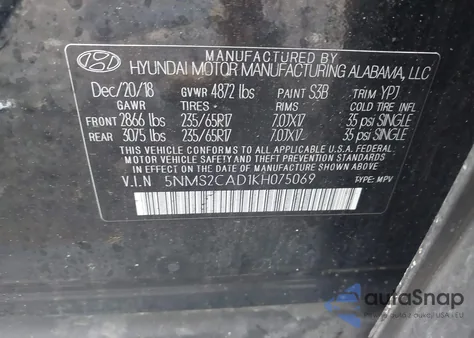 MANUFACTURED BY
HYUNDAI MOTOR MANUFACTURING ALABAMA, LLC
Dec/20/18 GVWR 4872 lbs PAINT S3B TRIM YPJ
GAWR TIRES RIMS COLD TIRE INFL
FRONT 2866 lbs 235/65R17 7.0JX17 35 psi SINGLE
REAR 3075 lbs 235/65R17 7.0JX17 35 psi SINGLE
THIS VEHICLE CONFORMS TO ALL APPLICABLE U.S.A. FEDERAL
MOTOR VEHICLE SAFETY AND THEFT PREVENTION STANDARDS
IN EFFECT ON THE DATE OF MANUFACTURE SHOWN ABOVE.
V.I.N 5NMS2CAD1KH075069 TYPE: MPV
autaSnap